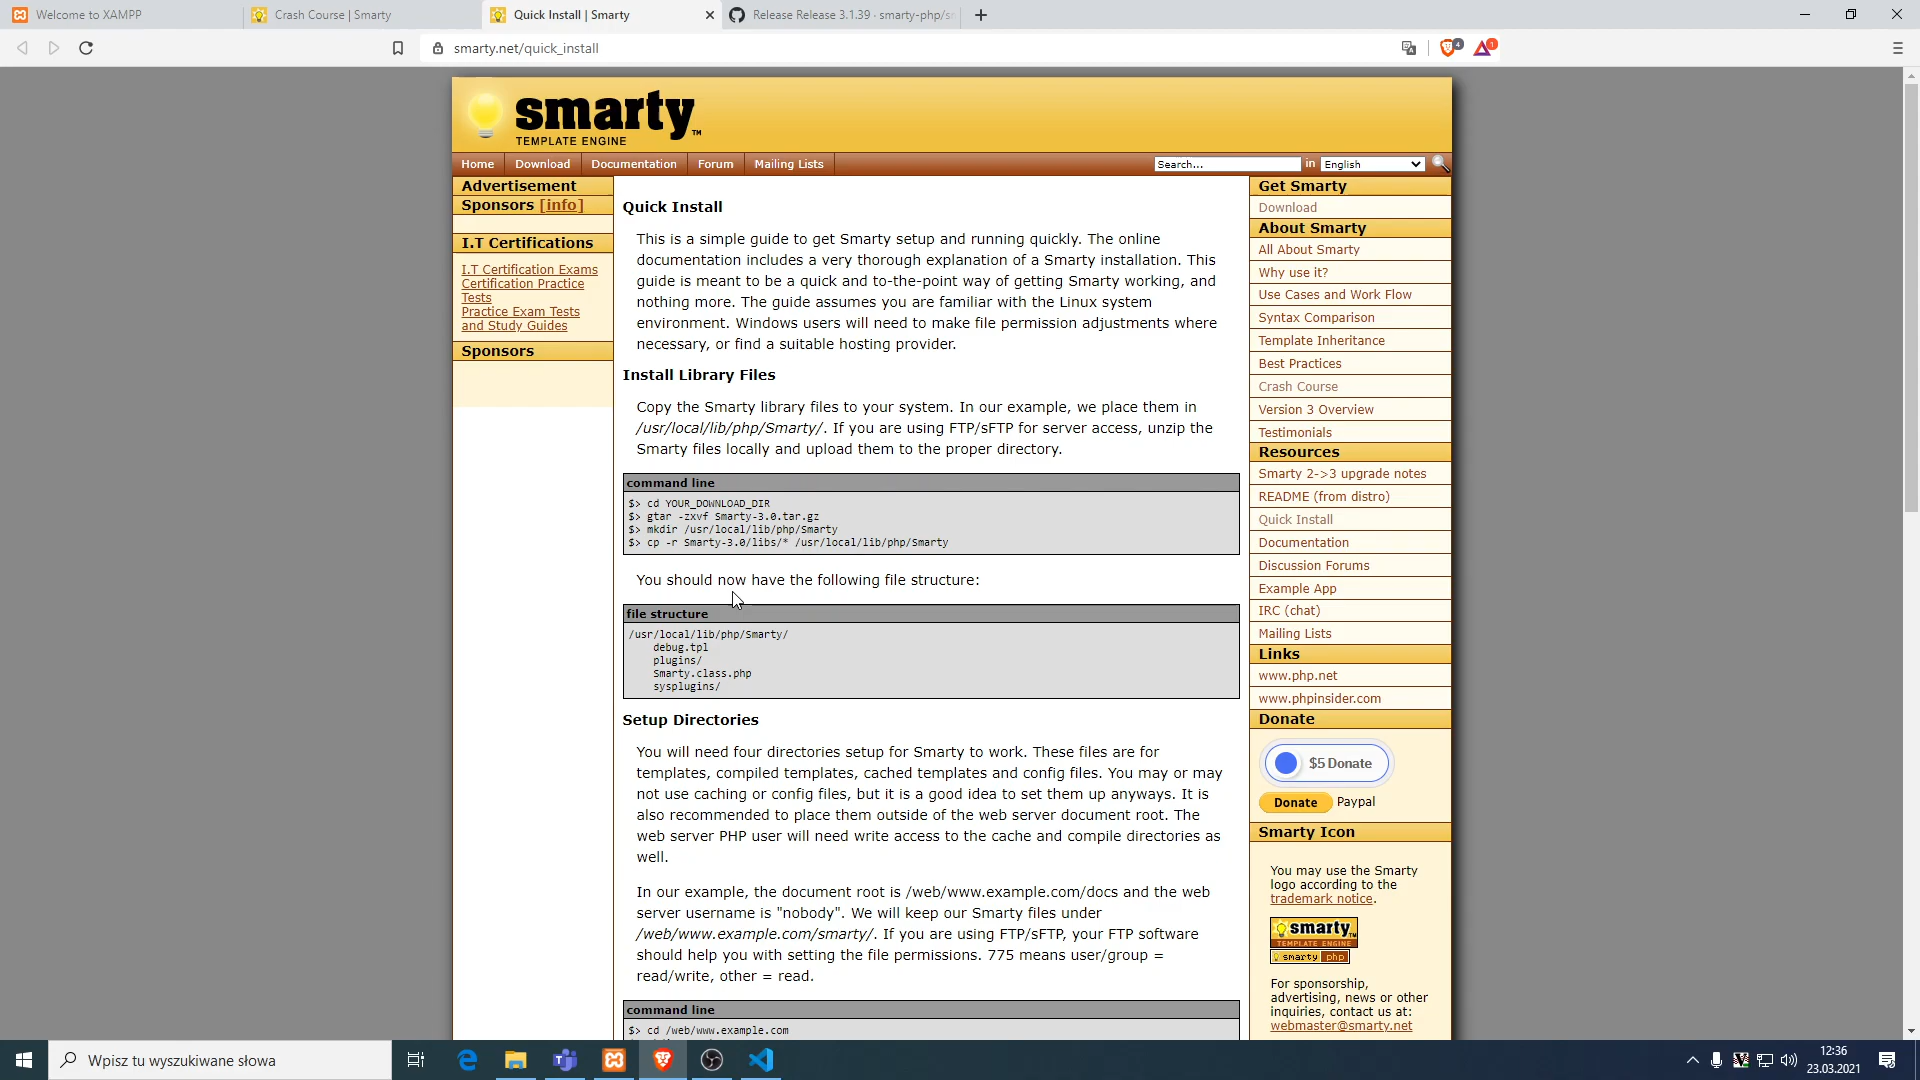 Welcome to XAMPP
Crash Course | Smarty
Quick Install | Smarty
Release Release 3.1.39 · smarty-php/s
smarty.net/quick_install
4
1
smarty™
TEMPLATE ENGINE
Home
Download
Documentation
Forum
Mailing Lists
Search...
in
English
Advertisement
Sponsors [info]
I.T Certifications
I.T Certification Exams
Certification Practice
Tests
Practice Exam Tests
and Study Guides
Sponsors
Quick Install
This is a simple guide to get Smarty setup and running quickly. The online
documentation includes a very thorough explanation of a Smarty installation. This
guide is meant to be a quick and to-the-point way of getting Smarty working, and
nothing more. The guide assumes you are familiar with the Linux system
environment. Windows users will need to make file permission adjustments where
necessary, or find a suitable hosting provider.
Install Library Files
Copy the Smarty library files to your system. In our example, we place them in
/usr/local/lib/php/Smarty/. If you are using FTP/sFTP for server access, unzip the
Smarty files locally and upload them to the proper directory.
command line
$> cd YOUR_DOWNLOAD_DIR
$> gtar -zxvf Smarty-3.0.tar.gz
$> mkdir /usr/local/lib/php/Smarty
$> cp -r Smarty-3.0/libs/* /usr/local/lib/php/Smarty
You should now have the following file structure:
file structure
/usr/local/lib/php/Smarty/
debug.tpl
plugins/
Smarty.class.php
sysplugins/
Setup Directories
You will need four directories setup for Smarty to work. These files are for
templates, compiled templates, cached templates and config files. You may or may
not use caching or config files, but it is a good idea to set them up anyways. It is
also recommended to place them outside of the web server document root. The
web server PHP user will need write access to the cache and compile directories as
well.
In our example, the document root is /web/www.example.com/docs and the web
server username is "nobody". We will keep our Smarty files under
/web/www.example.com/smarty/. If you are using FTP/sFTP, your FTP software
should help you with setting the file permissions. 775 means user/group =
read/write, other = read.
command line
$> cd /web/www.example.com
Get Smarty
Download
About Smarty
All About Smarty
Why use it?
Use Cases and Work Flow
Syntax Comparison
Template Inheritance
Best Practices
Crash Course
Version 3 Overview
Testimonials
Resources
Smarty 2->3 upgrade notes
README (from distro)
Quick Install
Documentation
Discussion Forums
Example App
IRC (chat)
Mailing Lists
Links
www.php.net
www.phpinsider.com
Donate
$5 Donate
Donate Paypal
Smarty Icon
You may use the Smarty
logo according to the
trademark notice.
smarty
TEMPLATE ENGINE
smarty php
For sponsorship,
advertising, news or other
inquiries, contact us at:
webmaster@smarty.net
Wpisz tu wyszukiwane słowa
12:36
23.03.2021